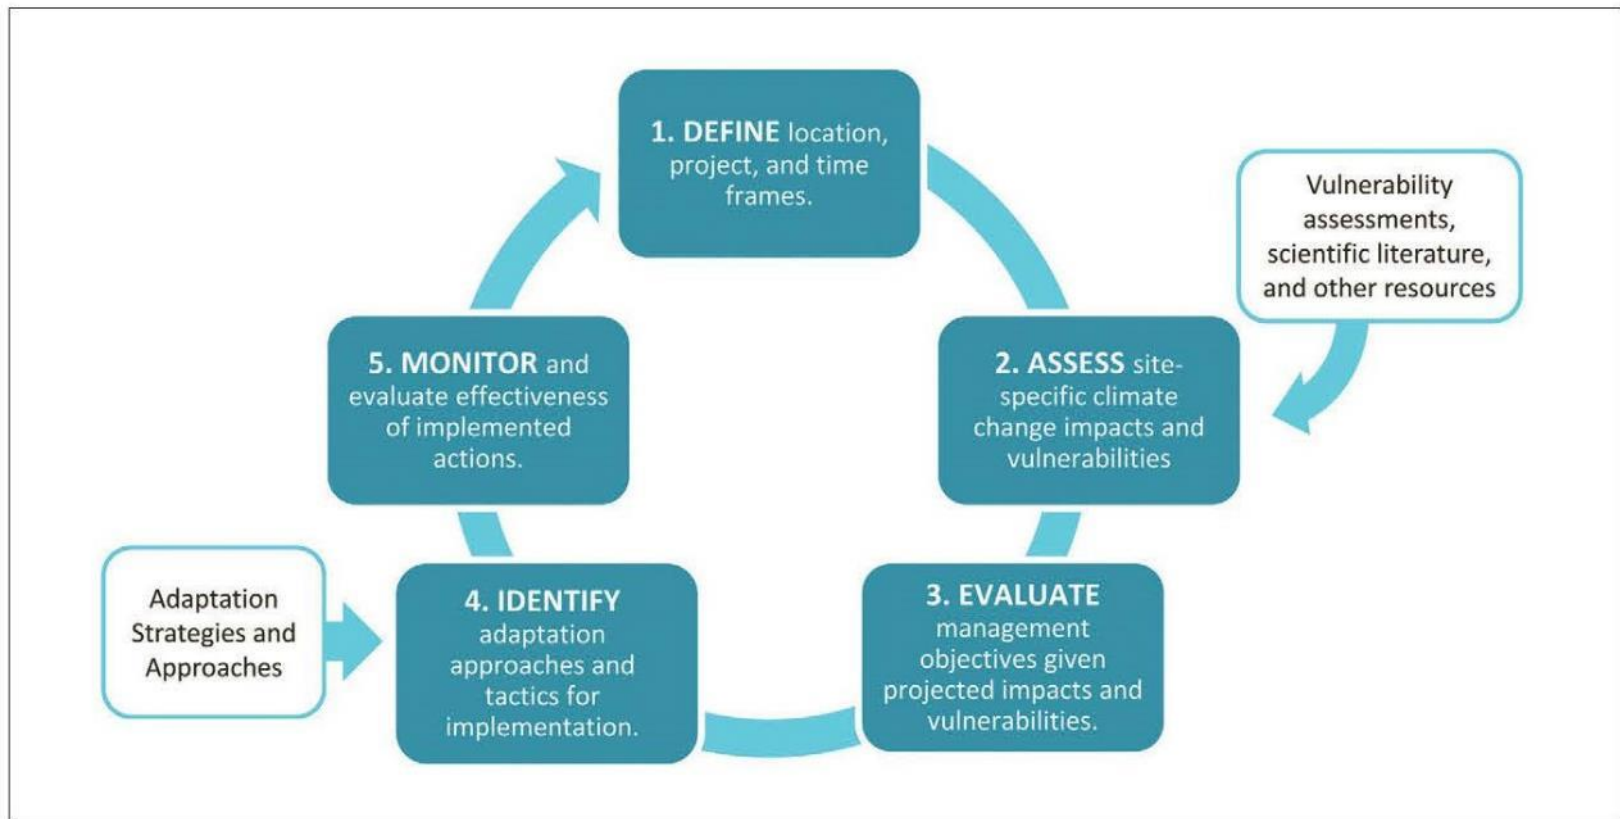 1. DEFINE location,
project, and time
frames.
Vulnerability
assessments,
scientific literature,
and other resources
2. ASSESS site-
specific climate
change impacts and
vulnerabilities
3. EVALUATE
management
objectives given
projected impacts and
vulnerabilities.
4. IDENTIFY
adaptation
approaches and
tactics for
implementation.
Adaptation
Strategies and
Approaches
5. MONITOR and
evaluate effectiveness
of implemented
actions.